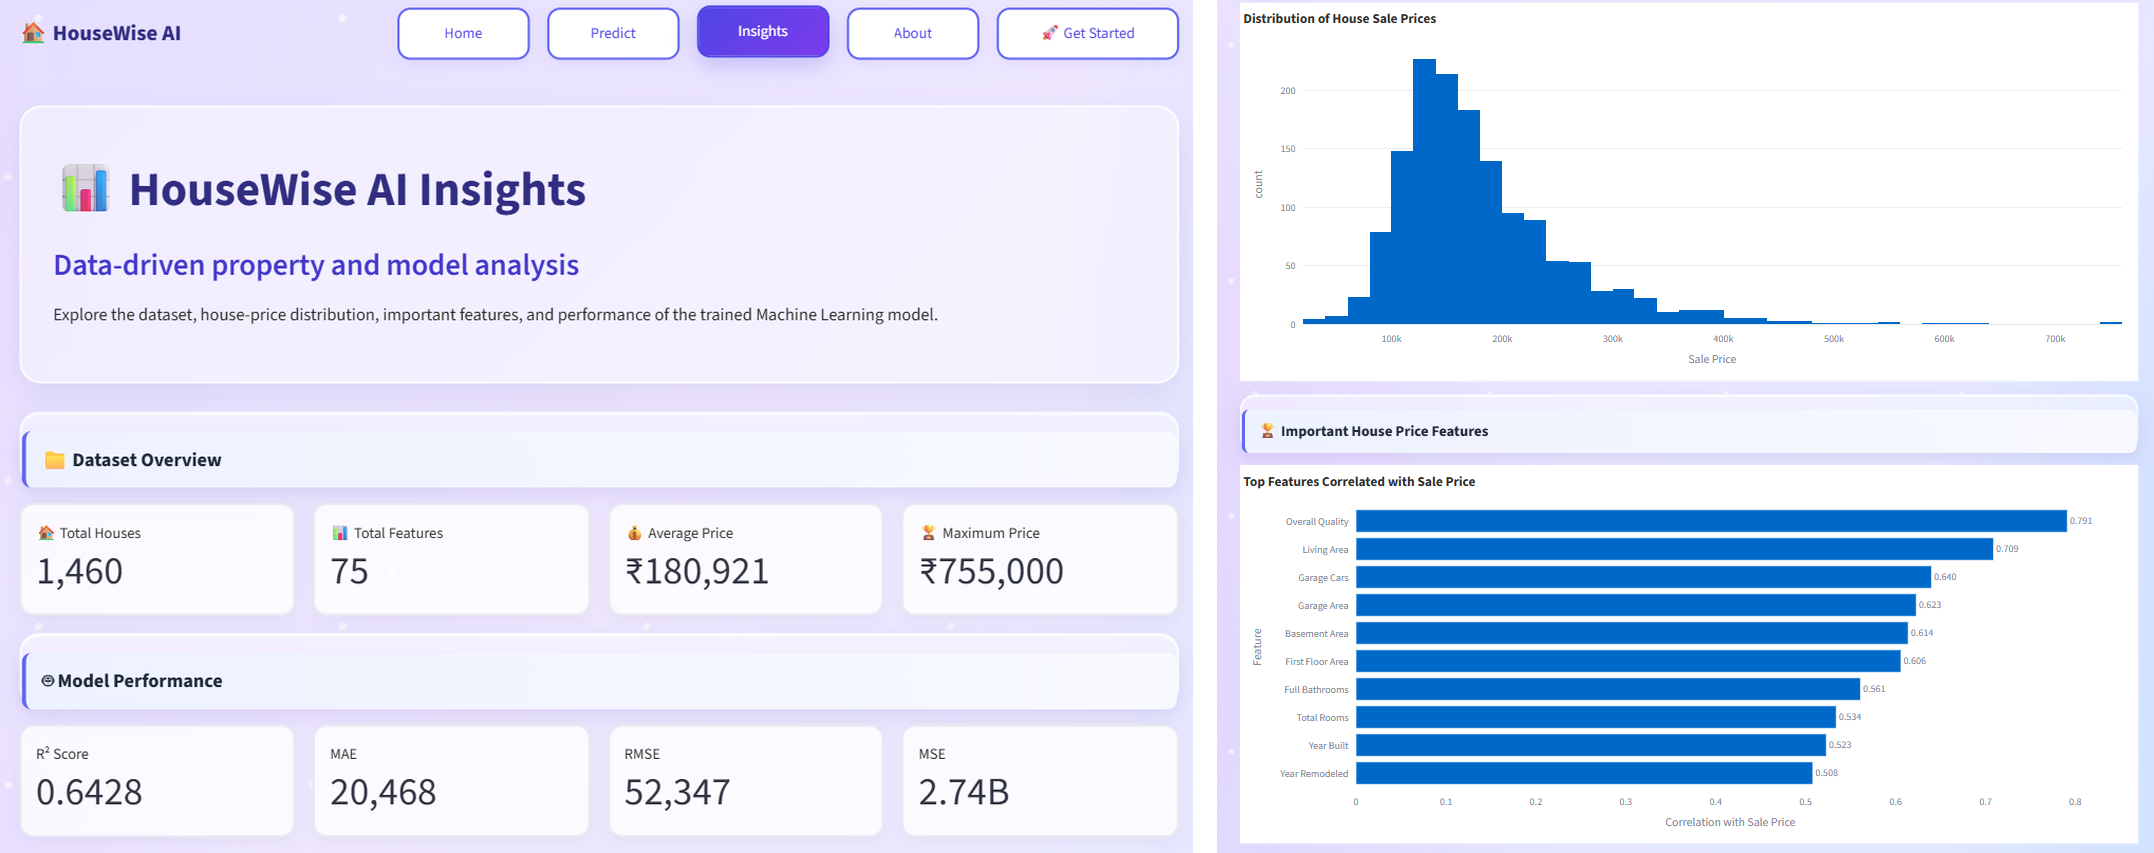 HouseWise AI
Home
Predict
Insights
About
🚀 Get Started
HouseWise AI Insights
Data-driven property and model analysis
Explore the dataset, house-price distribution, important features, and performance of the trained Machine Learning model.
Dataset Overview
Total Houses
1,460
Total Features
75
Average Price
₹180,921
Maximum Price
₹755,000
Model Performance
R² Score
0.6428
MAE
20,468
RMSE
52,347
MSE
2.74B
Distribution of House Sale Prices
count
200
150
100
50
0
100k
200k
300k
400k
500k
600k
700k
Sale Price
Important House Price Features
Top Features Correlated with Sale Price
Feature
Overall Quality 0.791
Living Area 0.709
Garage Cars 0.640
Garage Area 0.623
Basement Area 0.614
First Floor Area 0.606
Full Bathrooms 0.561
Total Rooms 0.534
Year Built 0.523
Year Remodeled 0.508
0
0.1
0.2
0.3
0.4
0.5
0.6
0.7
0.8
Correlation with Sale Price